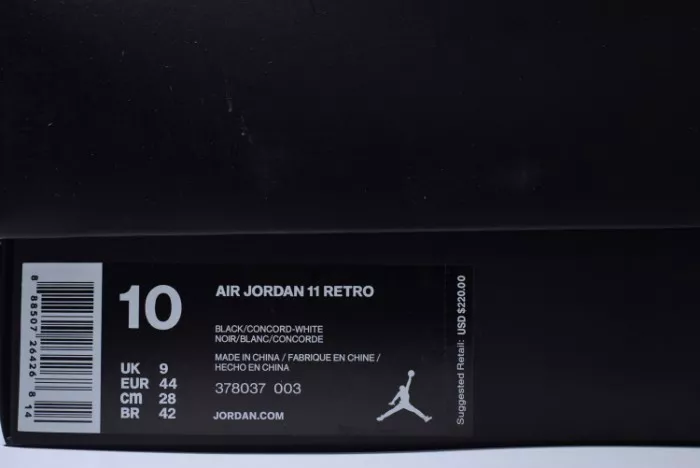 8 88507 26426 8 14
10
UK 9
EUR 44
CM 28
BR 42
AIR JORDAN 11 RETRO
BLACK/CONCORD-WHITE
NOIR/BLANC/CONCORDE
MADE IN CHINA / FABRIQUE EN CHINE /
HECHO EN CHINA
378037 003
JORDAN.COM
Suggested Retail: USD $220.00